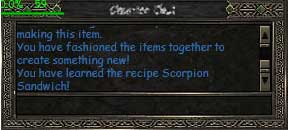 making this item.
You have fashioned the items together to
create something new!
You have learned the recipe Scorpion
Sandwich!